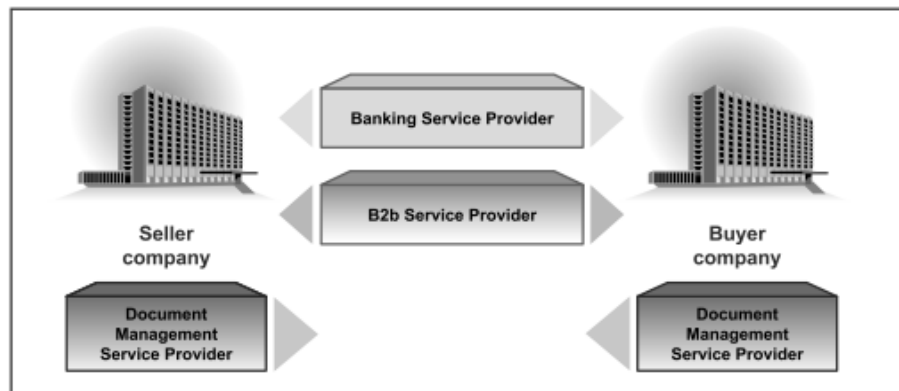 Banking Service Provider
B2b Service Provider
Seller
company
Buyer
company
Document
Management
Service Provider
Document
Management
Service Provider